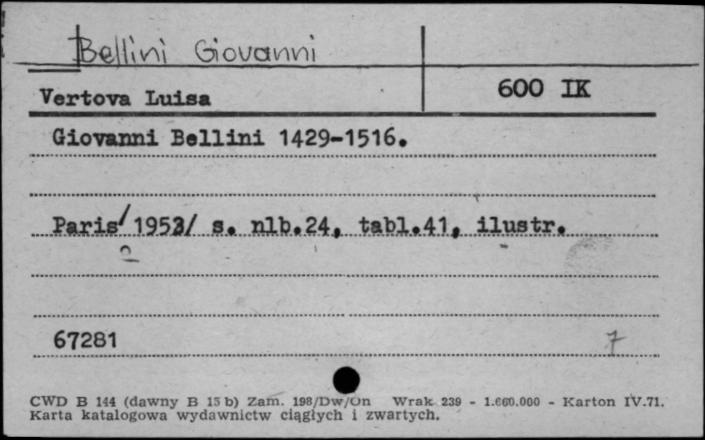 Bellini Giovanni
Vertova Luisa
600 IK
Giovanni Bellini 1429-1516.
Paris/1953/ s. nlb.24, tabl.41, ilustr.
67281
7
CWD B 144 (dawny B 15 b) Zam. 198/Dw/On Wrak 239 - 1.660.000 - Karton IV.71.
Karta katalogowa wydawnictw ciągłych i zwartych.